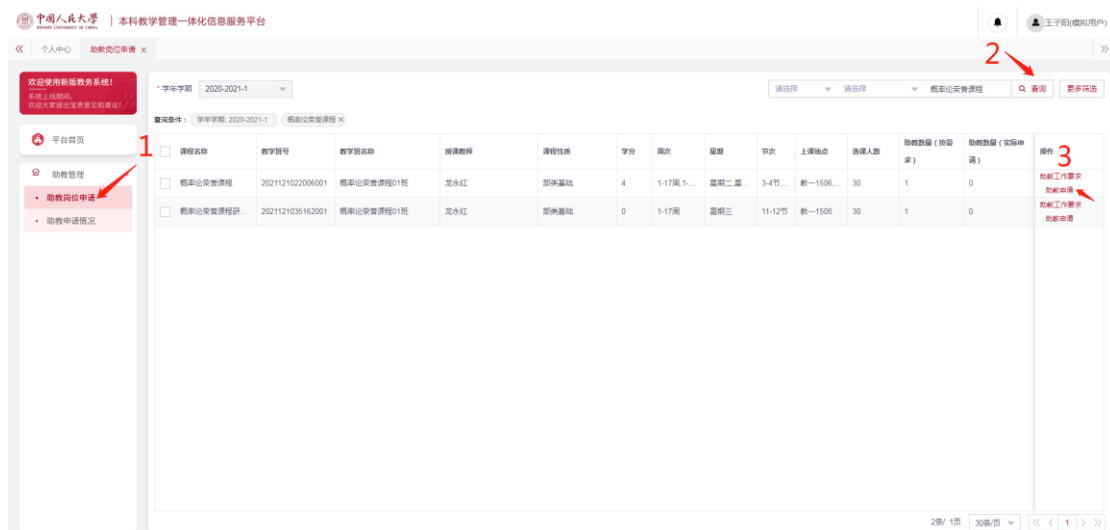 中国人民大学 | 本科教学管理一体化信息服务平台
王子阳(模拟用户)
个人中心 助教岗位申请 ×
2
欢迎使用新版教务系统!
系统上线期间,
欢迎大家提出宝贵意见和建议!
* 学年学期 2020-2021-1 请选择 请选择 概率论荣誉课程 查询 更多筛选
查询条件: 学年学期: 2020-2021-1 概率论荣誉课程 ×
平台首页
1
助教管理
• 助教岗位申请
• 助教申请情况
课程名称 教学班号 教学班名称 授课教师 课程性质 学分 周次 星期 节次 上课地点 选课人数 助教数量(按需求) 助教数量(实际申请) 操作
3
概率论荣誉课程 2021121022006001 概率论荣誉课程01班 龙永红 部类基础 4 1-17周,1-... 星期二,星... 3-4节,... 教一1506,... 30 1 0 助教工作要求
助教申请
概率论荣誉课程研... 2021121035162001 概率论荣誉课程01班 龙永红 部类基础 0 1-17周 星期三 11-12节 教一1506 30 1 0 助教工作要求
助教申请
2条/ 1页 30条/页 1